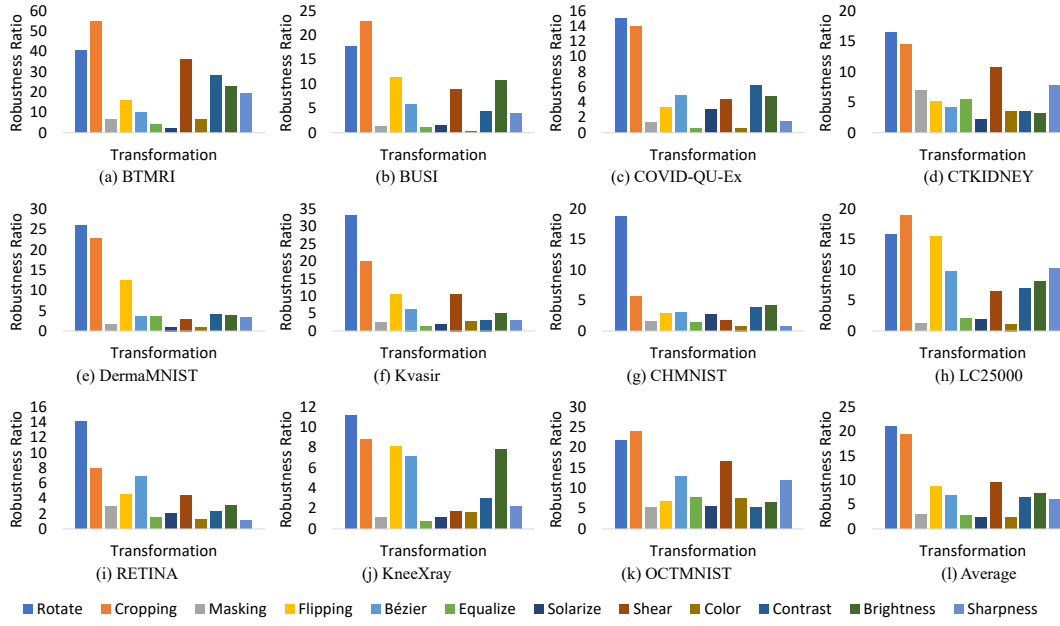 Robustness Ratio
60
50
40
30
20
10
0
Transformation
(a) BTMRI
Robustness Ratio
25
20
15
10
5
0
Transformation
(b) BUSI
Robustness Ratio
16
14
12
10
8
6
4
2
0
Transformation
(c) COVID-QU-Ex
Robustness Ratio
20
15
10
5
0
Transformation
(d) CTKIDNEY
Robustness Ratio
30
25
20
15
10
5
0
Transformation
(e) DermaMNIST
Robustness Ratio
35
30
25
20
15
10
5
0
Transformation
(f) Kvasir
Robustness Ratio
20
15
10
5
0
Transformation
(g) CHMNIST
Robustness Ratio
20
15
10
5
0
Transformation
(h) LC25000
Robustness Ratio
16
14
12
10
8
6
4
2
0
Transformation
(i) RETINA
Robustness Ratio
12
10
8
6
4
2
0
Transformation
(j) KneeXray
Robustness Ratio
30
25
20
15
10
5
0
Transformation
(k) OCTMNIST
Robustness Ratio
25
20
15
10
5
0
Transformation
(l) Average
Rotate Cropping Masking Flipping Bézier Equalize Solarize Shear Color Contrast Brightness Sharpness